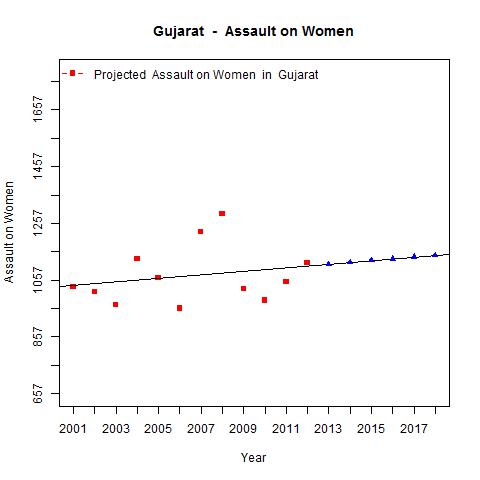 Gujarat - Assault on Women
Projected Assault on Women in Gujarat
Assault on Women
1657
1457
1257
1057
857
657
2001 2003 2005 2007 2009 2011 2013 2015 2017
Year